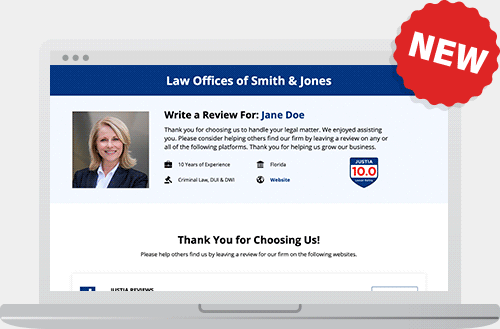 NEW
Law Offices of Smith & Jones
Write a Review For: Jane Doe
Thank you for choosing us to handle your legal matter. We enjoyed assisting
you. Please consider helping others find our firm by leaving a review on any or
all of the following platforms. Thank you for helping us grow our business.
10 Years of Experience
Florida
Criminal Law, DUI & DWI
Website
JUSTIA
10.0
Thank You for Choosing Us!
Please help others find us by leaving a review for our firm on the following websites.
JUSTIA REVIEWS